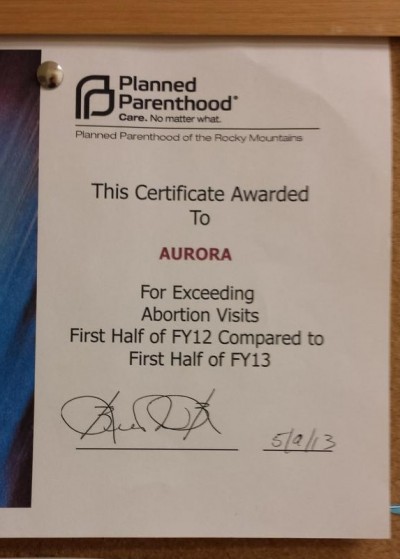 Planned
Parenthood®
Care. No matter what.
Planned Parenthood of the Rocky Mountains
This Certificate Awarded
To
AURORA
For Exceeding
Abortion Visits
First Half of FY12 Compared to
First Half of FY13
5/9/13